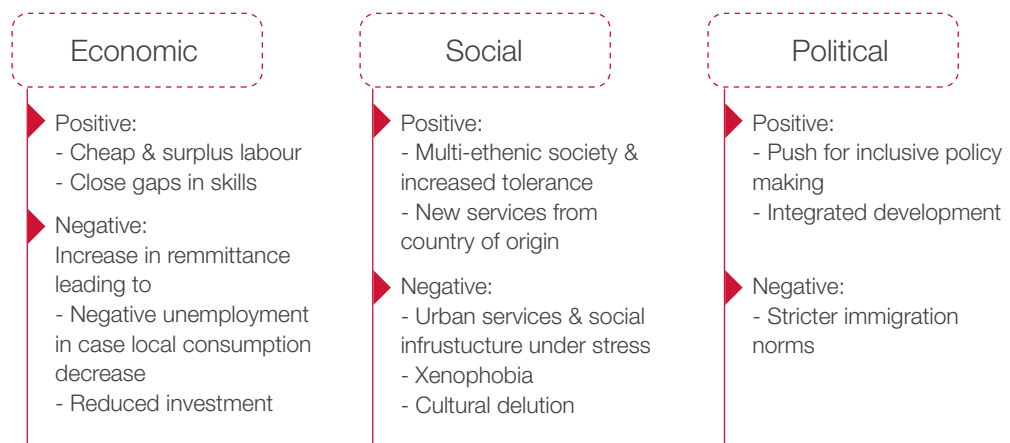 Economic
Positive:
- Cheap & surplus labour
- Close gaps in skills
Negative:
Increase in remmittance
leading to
- Negative unemployment
in case local consumption
decrease
- Reduced investment
Social
Positive:
- Multi-ethenic society &
increased tolerance
- New services from
country of origin
Negative:
- Urban services & social
infrustucture under stress
- Xenophobia
- Cultural delution
Political
Positive:
- Push for inclusive policy
making
- Integrated development
Negative:
- Stricter immigration
norms